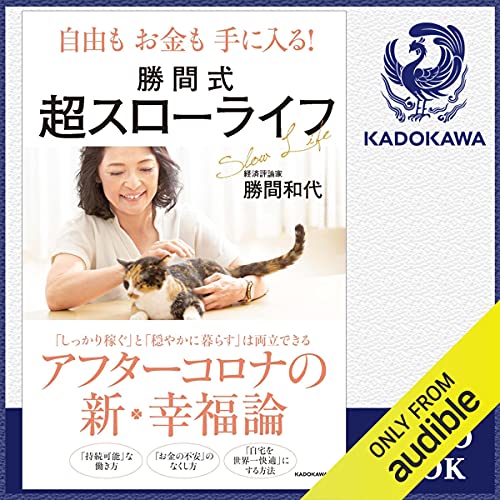 自由も お金も 手に入る!
勝間式
超スローライフ
Slow Life
経済評論家
勝間和代
「しっかり稼ぐ」と「穏やかに暮らす」は両立できる
アフターコロナの
新・幸福論
「持続可能」な
働き方
「お金の不安」の
なくし方
「自宅を
世界一快適」に
する方法
KADOKAWA
KADOKAWA
ONLY FROM
audible
OOK